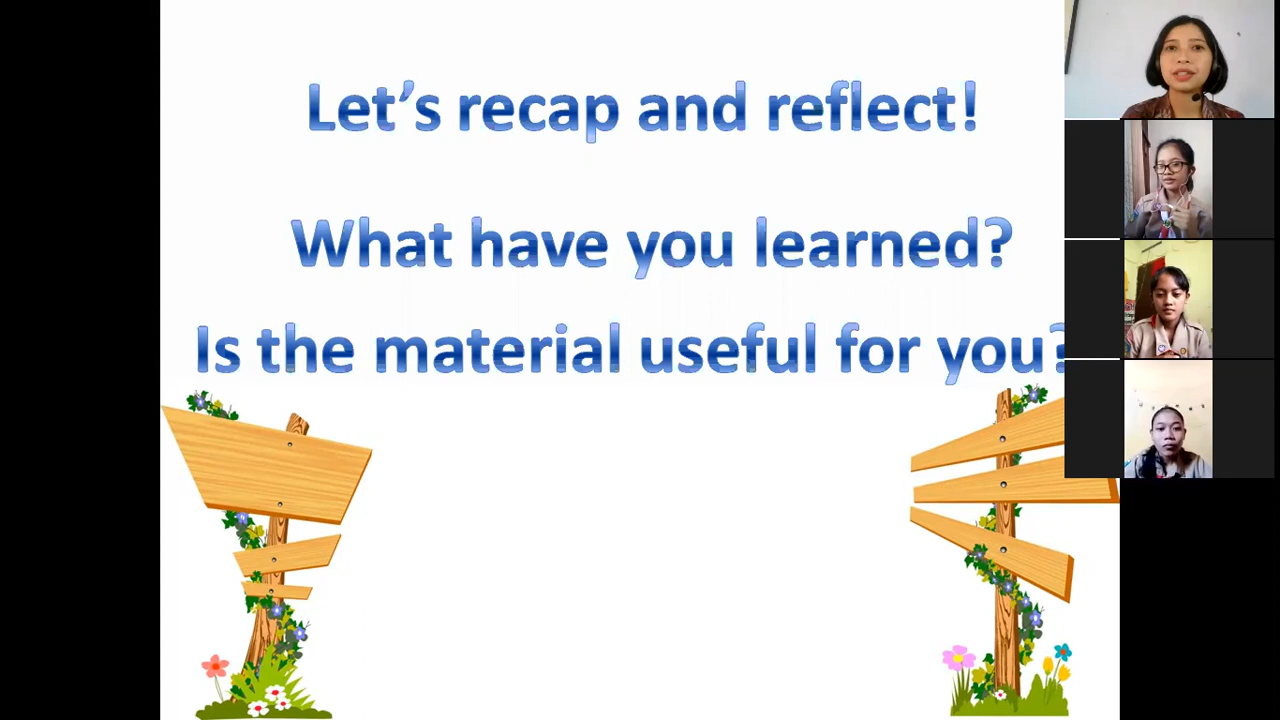 Let’s recap and reflect!
What have you learned?
Is the material useful for you?